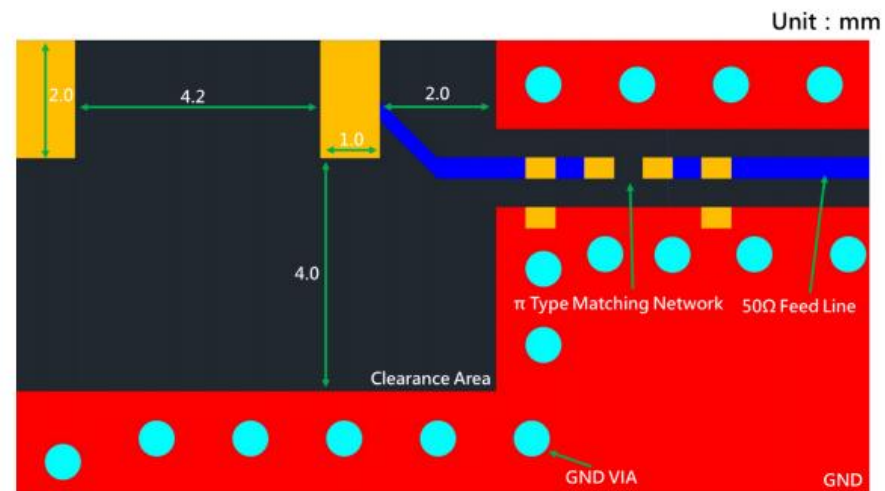 Unit : mm
2.0
4.2
2.0
1.0
4.0
π Type Matching Network
50Ω Feed Line
Clearance Area
GND VIA
GND